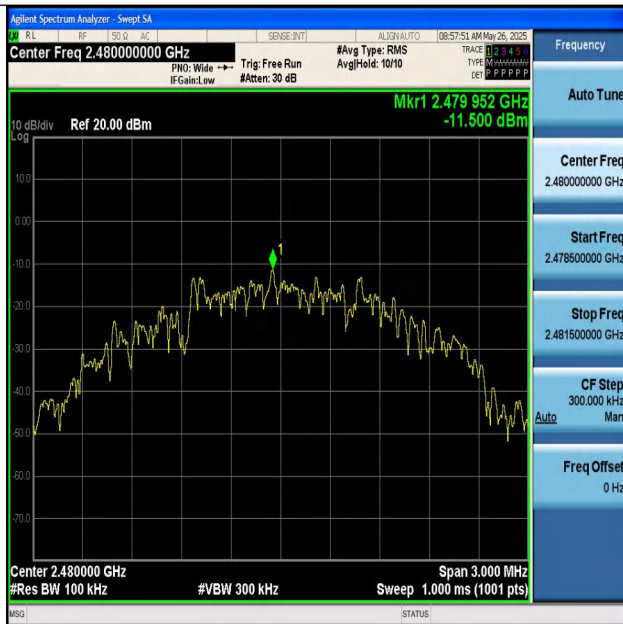 Agilent Spectrum Analyzer - Swept SA
RL RF 50 Ω AC SENSE:INT ALIGN AUTO 08:57:51 AM May 26, 2025
Center Freq 2.480000000 GHz
#Avg Type: RMS
TRACE 1 2 3 4 5 6
PNO: Wide Trig: Free Run Avg|Hold: 10/10
TYPE M
IFGain:Low #Atten: 30 dB
DET P P P P P P
Mkr1 2.479 952 GHz
-11.500 dBm
10 dB/div Ref 20.00 dBm
Log
10.0
0.00
-10.0
-20.0
-30.0
-40.0
-50.0
-60.0
-70.0
1
Center 2.480000 GHz Span 3.000 MHz
#Res BW 100 kHz #VBW 300 kHz Sweep 1.000 ms (1001 pts)
MSG STATUS
Frequency
Auto Tune
Center Freq
2.480000000 GHz
Start Freq
2.478500000 GHz
Stop Freq
2.481500000 GHz
CF Step
300.000 kHz
Auto Man
Freq Offset
0 Hz